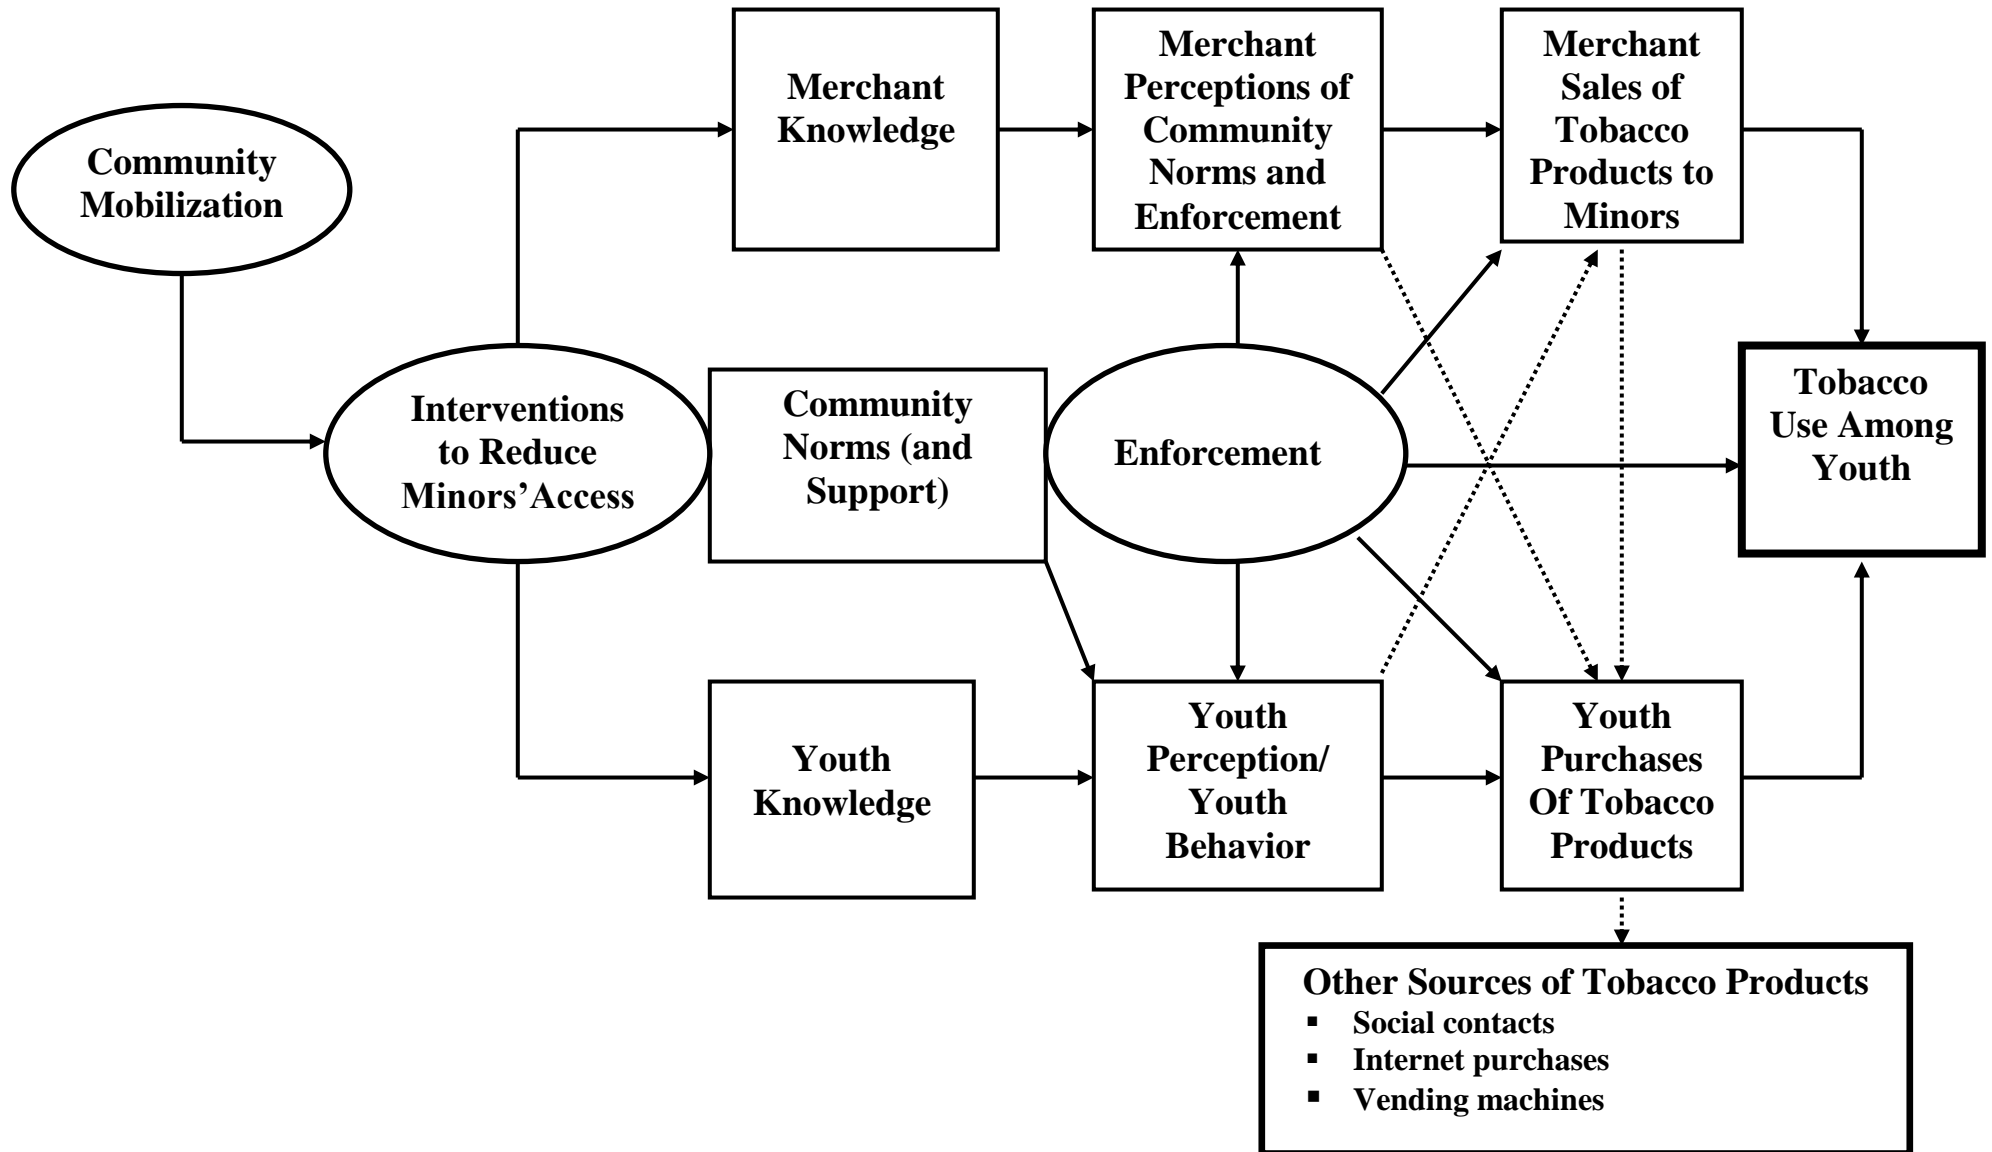 Community
Mobilization
Interventions
to Reduce
Minors’Access
Merchant
Knowledge
Merchant
Perceptions of
Community
Norms and
Enforcement
Merchant
Sales of
Tobacco
Products to
Minors
Community
Norms (and
Support)
Enforcement
Tobacco
Use Among
Youth
Youth
Knowledge
Youth
Perception/
Youth
Behavior
Youth
Purchases
Of Tobacco
Products
Other Sources of Tobacco Products
▪ Social contacts
▪ Internet purchases
▪ Vending machines